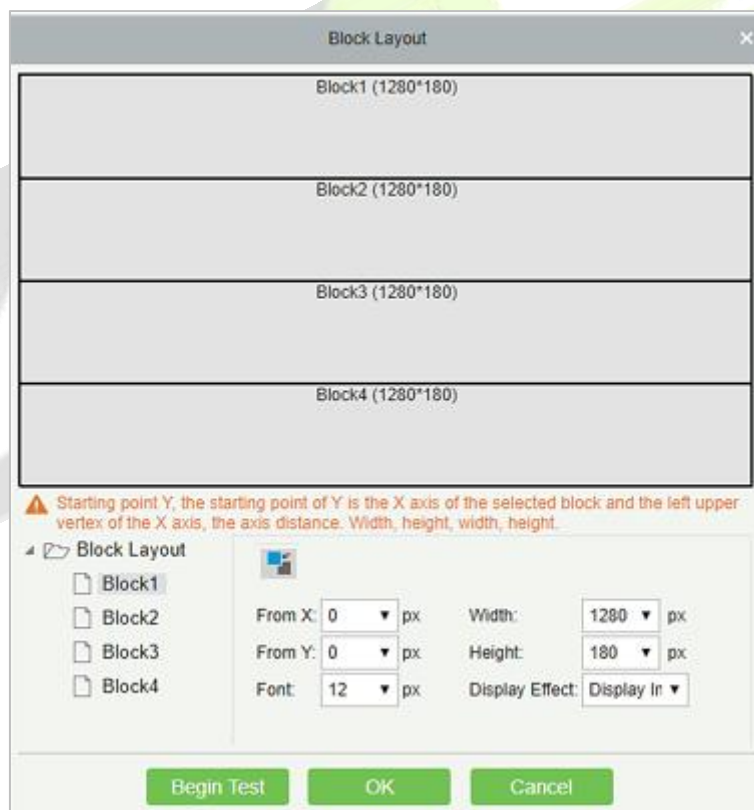 Block Layout
Block1 (1280*180)
Block2 (1280*180)
Block3 (1280*180)
Block4 (1280*180)
Starting point Y, the starting point of Y is the X axis of the selected block and the left upper
vertex of the X axis, the axis distance. Width, height, width, height.
Block Layout
Block1
Block2
Block3
Block4
From X: 0 px Width: 1280 px
From Y: 0 px Height: 180 px
Font: 12 px Display Effect: Display In
Begin Test OK Cancel